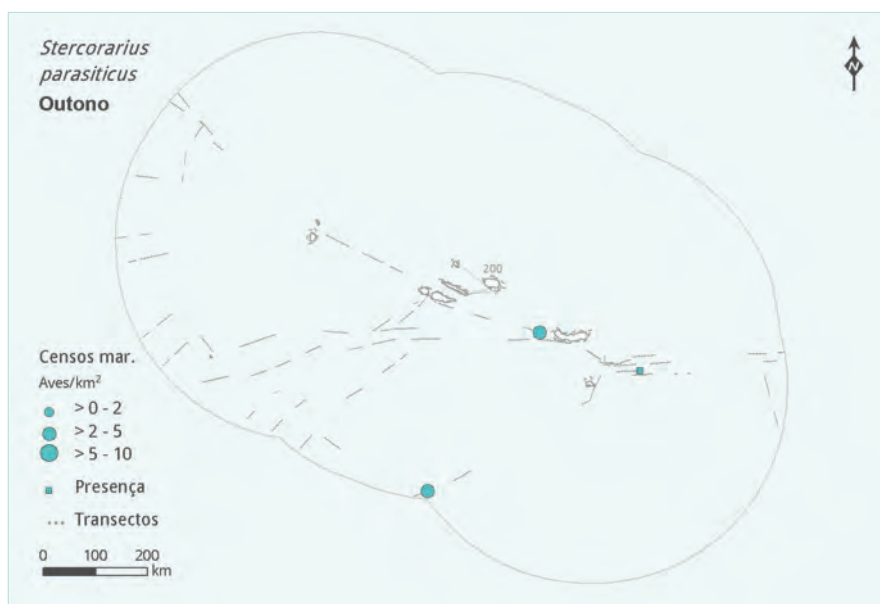 Stercorarius
parasiticus
Outono
N
200
Censos mar.
Aves/km²
> 0 - 2
> 2 - 5
> 5 - 10
Presença
Transectos
0 100 200
km